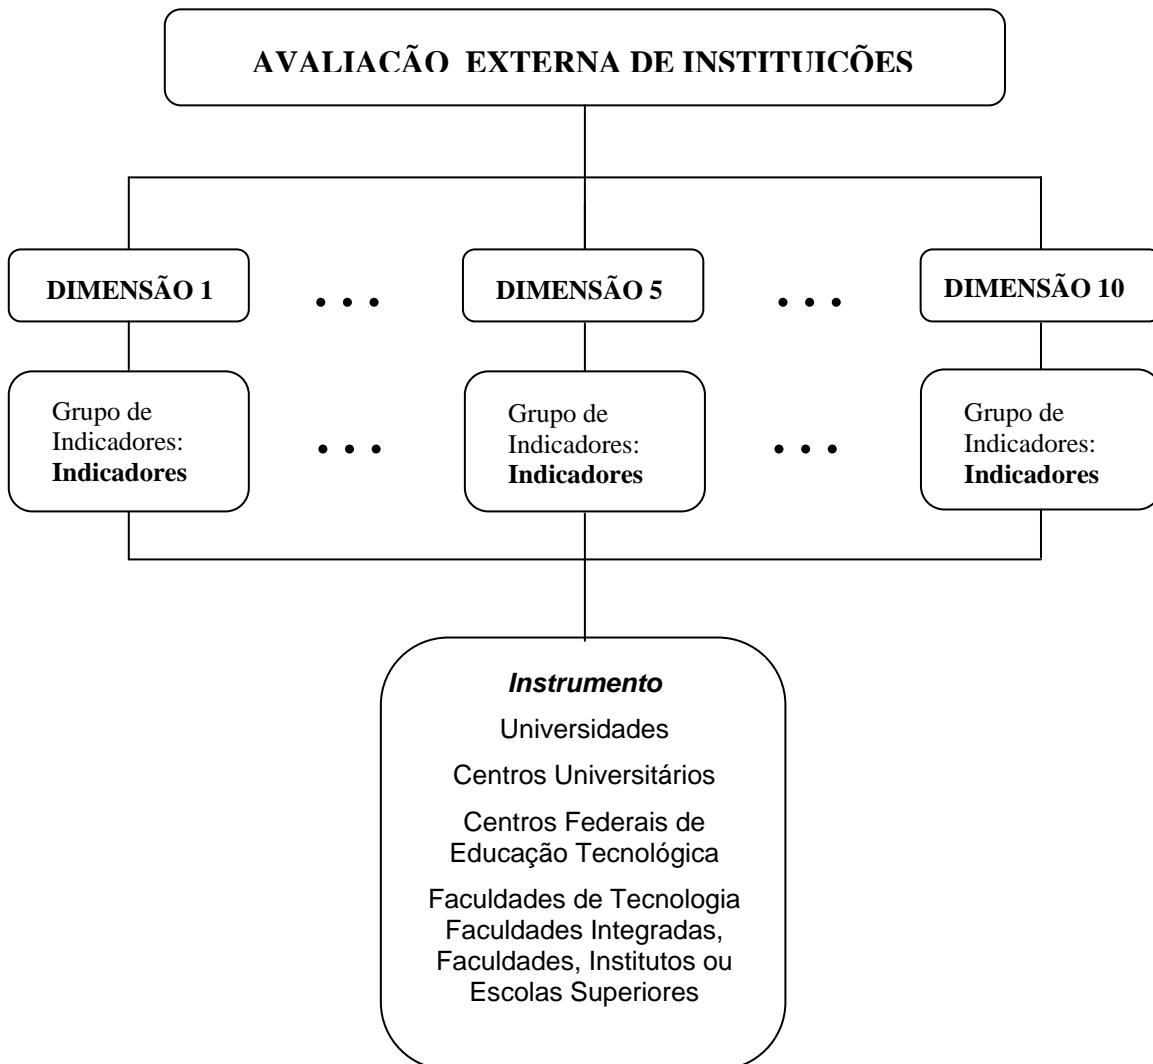 AVALIAÇÃO EXTERNA DE INSTITUIÇÕES
DIMENSÃO 1
. . .
DIMENSÃO 5
. . .
DIMENSÃO 10
Grupo de
Indicadores:
Indicadores
. . .
Grupo de
Indicadores:
Indicadores
. . .
Grupo de
Indicadores:
Indicadores
Instrumento
Universidades
Centros Universitários
Centros Federais de
Educação Tecnológica
Faculdades de Tecnologia
Faculdades Integradas,
Faculdades, Institutos ou
Escolas Superiores